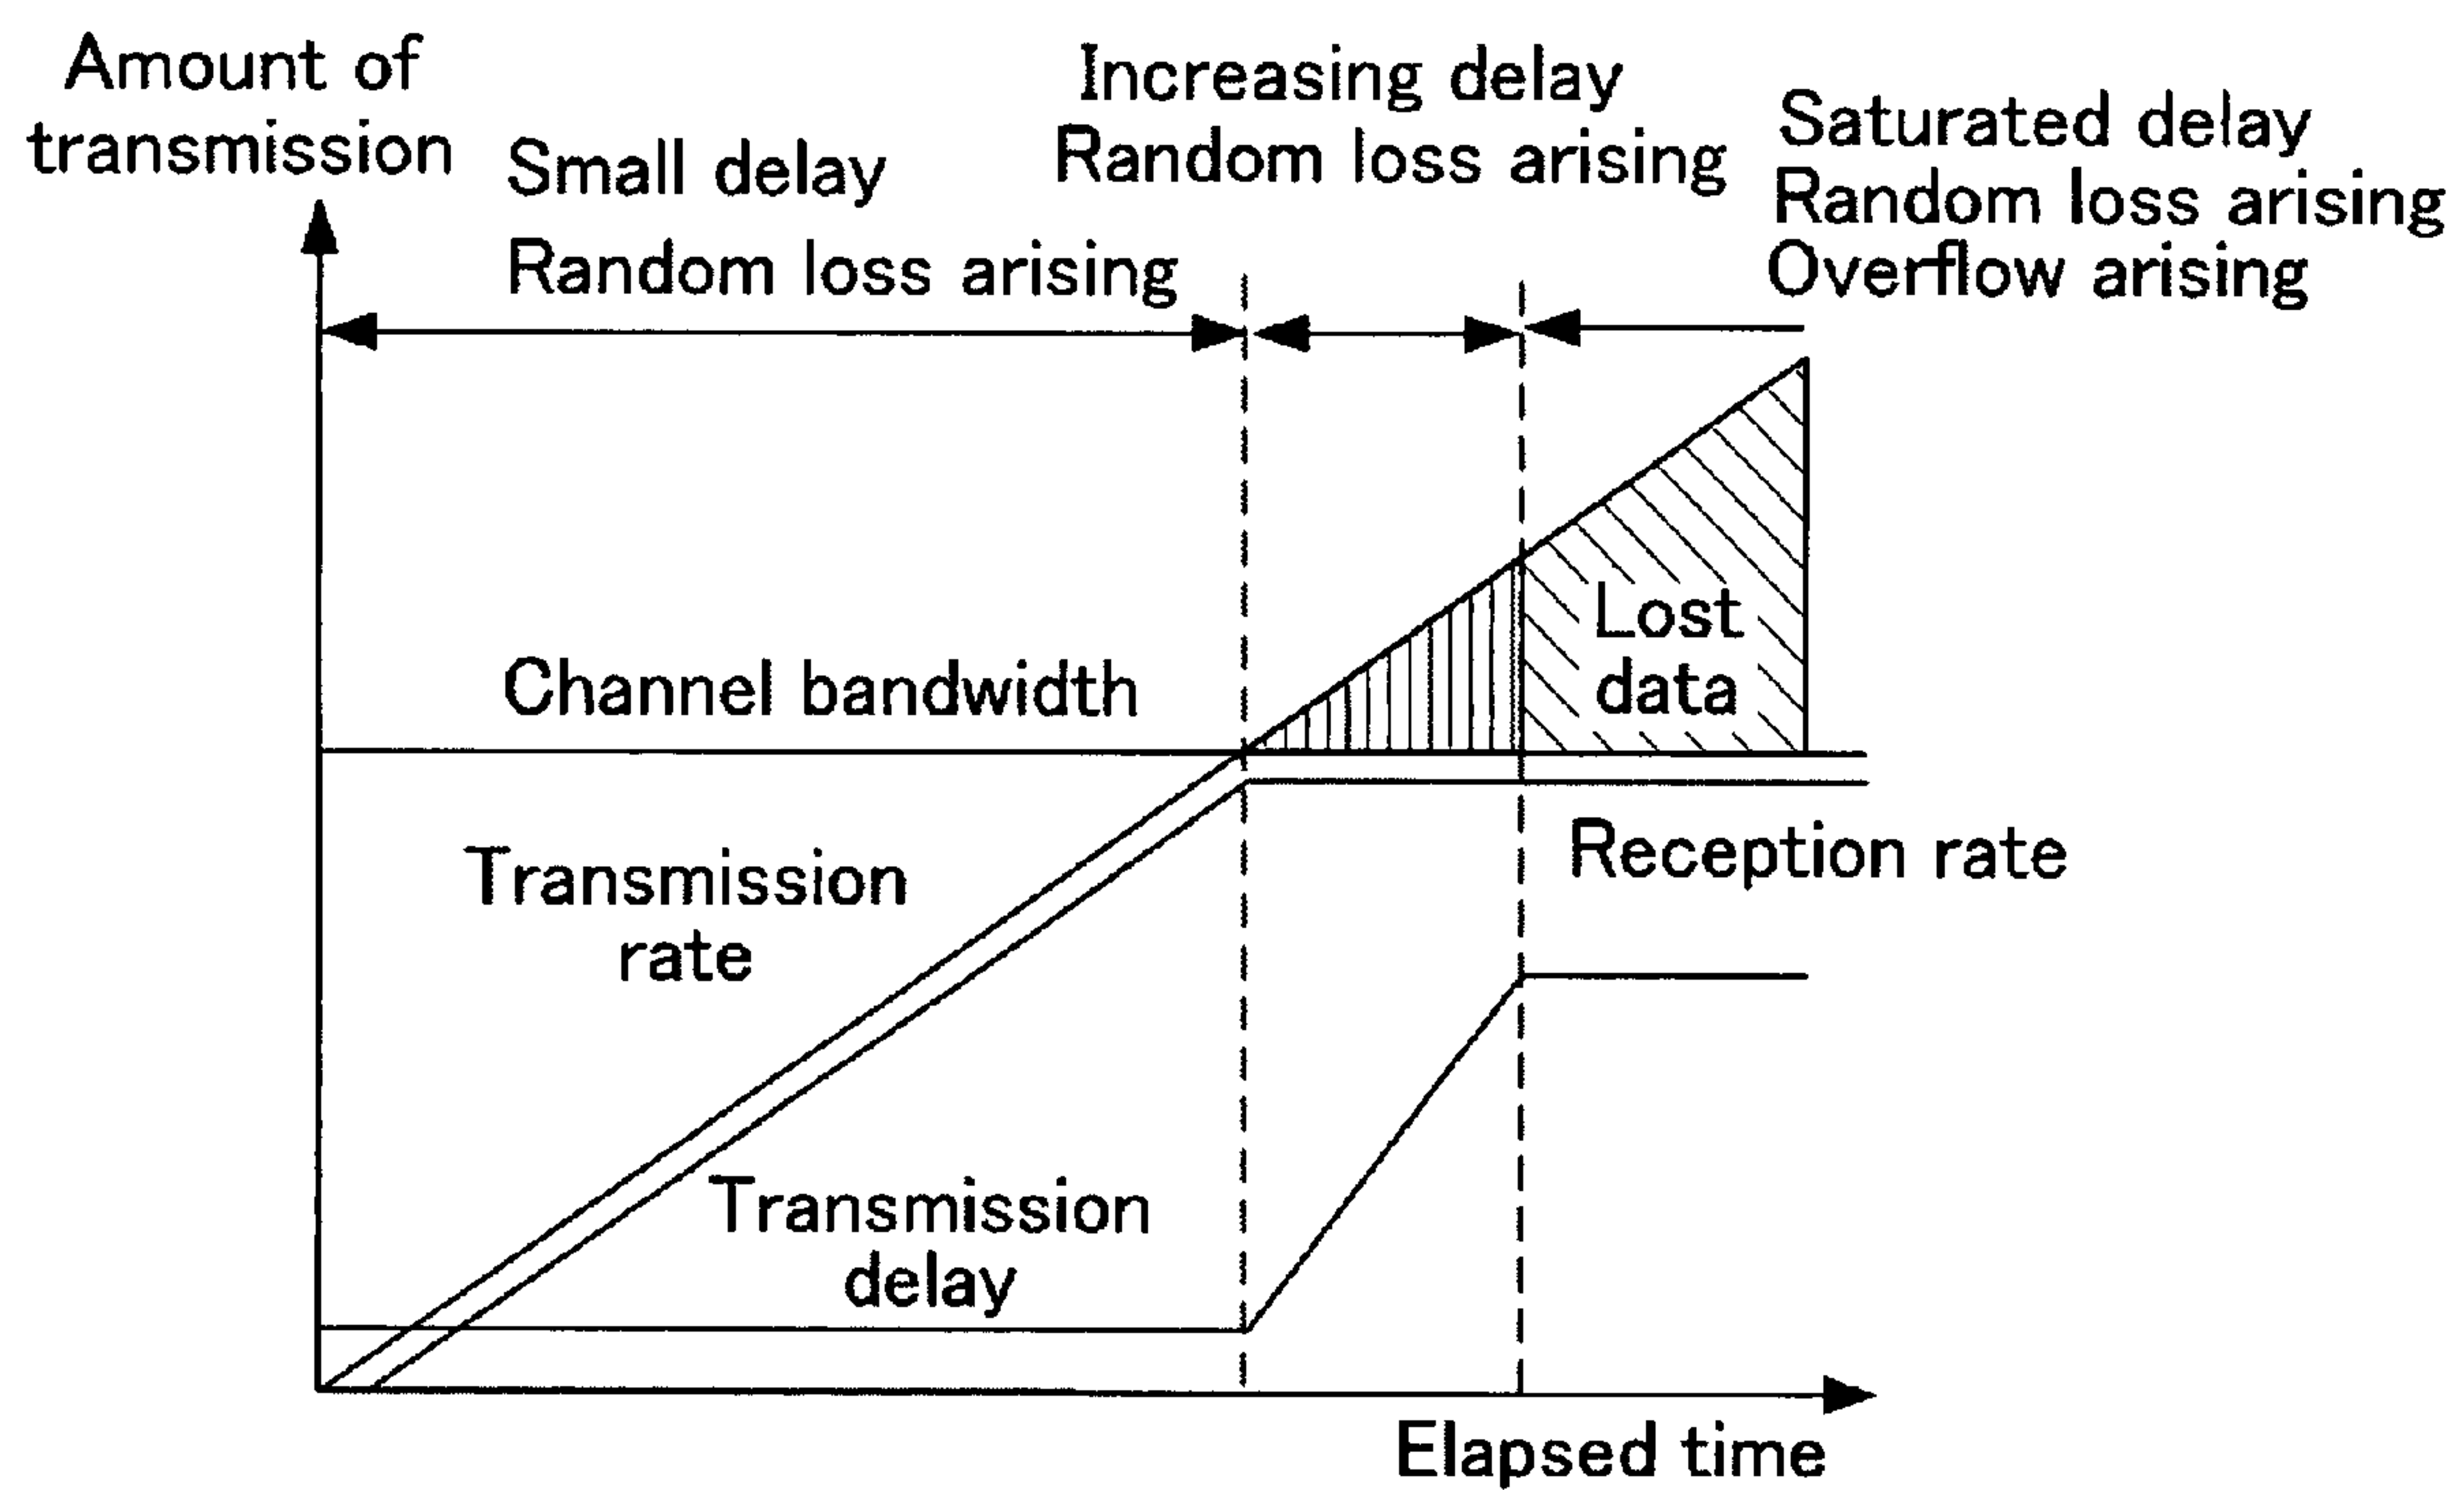 Amount of
transmission
Small delay
Random loss arising
Increasing delay
Random loss arising
Saturated delay
Random loss arising
Overflow arising
Channel bandwidth
Lost
data
Transmission
rate
Reception rate
Transmission
delay
Elapsed time